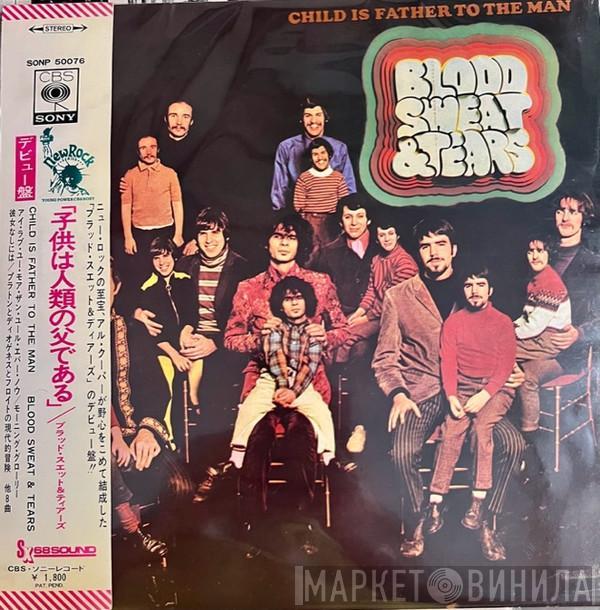 CHILD IS FATHER TO THE MAN
BLOOD
SWEAT
& TEARS
STEREO
SONP 50076
CBS
SONY
デビュー盤
New Rock
YOUNG POWER CBS/SONY
ニュー・ロックの至宝、アル・クーパーが野心をこめて結成した
「ブラッド・スエット&ティアーズ」のデビュー盤!!
「子供は人類の父である」/ブラッド・スエット&ティアーズ
CHILD IS FATHER TO THE MAN BLOOD SWEAT & TEARS
アイ・ラブ・ユー・モア・ザン・ユール・エバー・ノウ/モーニング・グローリー
彼女なしには/プラトンとディオゲネスとフロイトの現代的冒険 他8曲
SX 68 SOUND
CBS・ソニーレコード
¥ 1,800
PAT. PEND.
МАРКЕТ ВИНИЛА